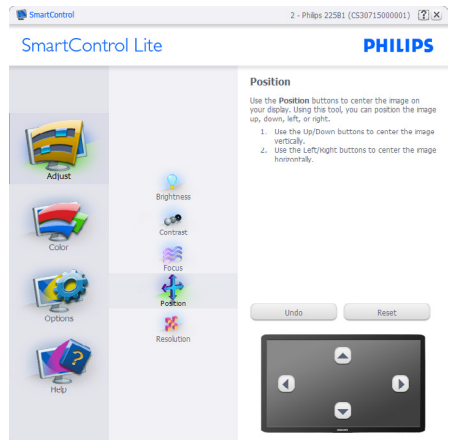 SmartControl
2 - Philips 225B1 (CS30715000001)
SmartControl Lite
PHILIPS
Adjust
Color
Options
Help
Brightness
Contrast
Focus
Position
Resolution
Position
Use the Position buttons to center the image on
your display. Using this tool, you can position the image
up, down, left, or right.
1. Use the Up/Down buttons to center the image
vertically.
2. Use the Left/Right buttons to center the image
horizontally.
Undo
Reset